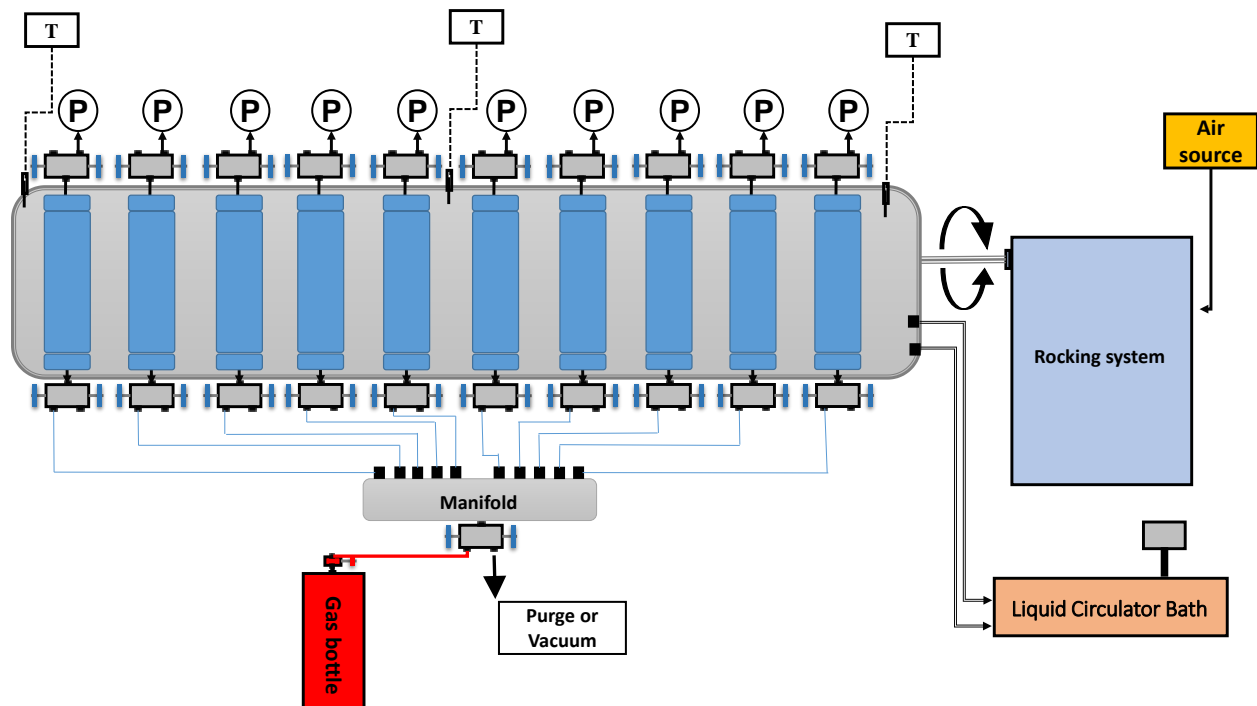 T
T
T
P
P
P
P
P
P
P
P
P
P
Air
source
Rocking system
Manifold
Gas bottle
Purge or
Vacuum
Liquid Circulator Bath